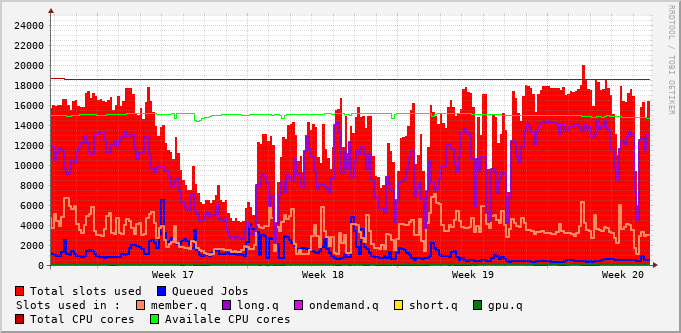 24000
22000
20000
18000
16000
14000
12000
10000
8000
6000
4000
2000
0
Week 17 Week 18 Week 19 Week 20
Total slots used Queued Jobs
Slots used in : member.q long.q ondemand.q short.q gpu.q
Total CPU cores Availale CPU cores
RRDTOOL / TOBI OETIKER